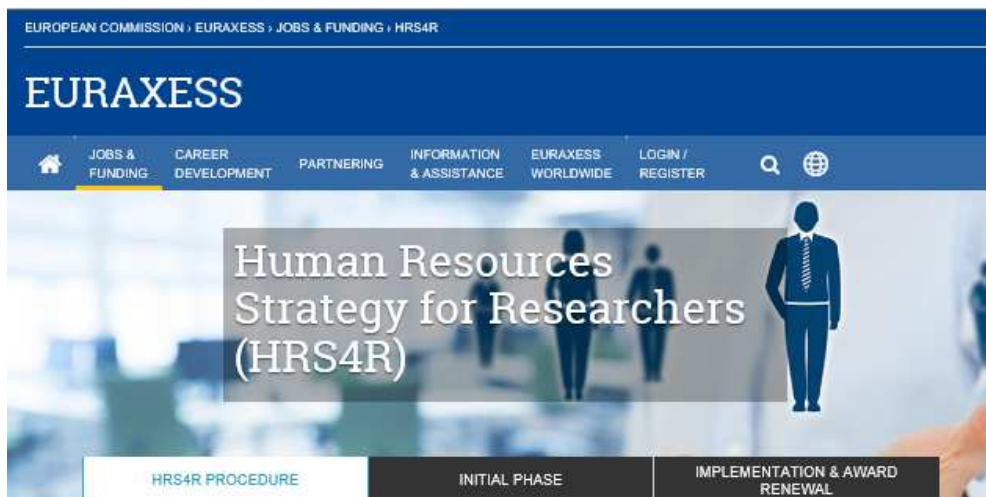 EUROPEAN COMMISSION › EURAXESS › JOBS & FUNDING › HRS4R
EURAXESS
JOBS &
FUNDING
CAREER
DEVELOPMENT
PARTNERING
INFORMATION
& ASSISTANCE
EURAXESS
WORLDWIDE
LOGIN /
REGISTER
Human Resources
Strategy for Researchers
(HRS4R)
HRS4R PROCEDURE
INITIAL PHASE
IMPLEMENTATION & AWARD
RENEWAL